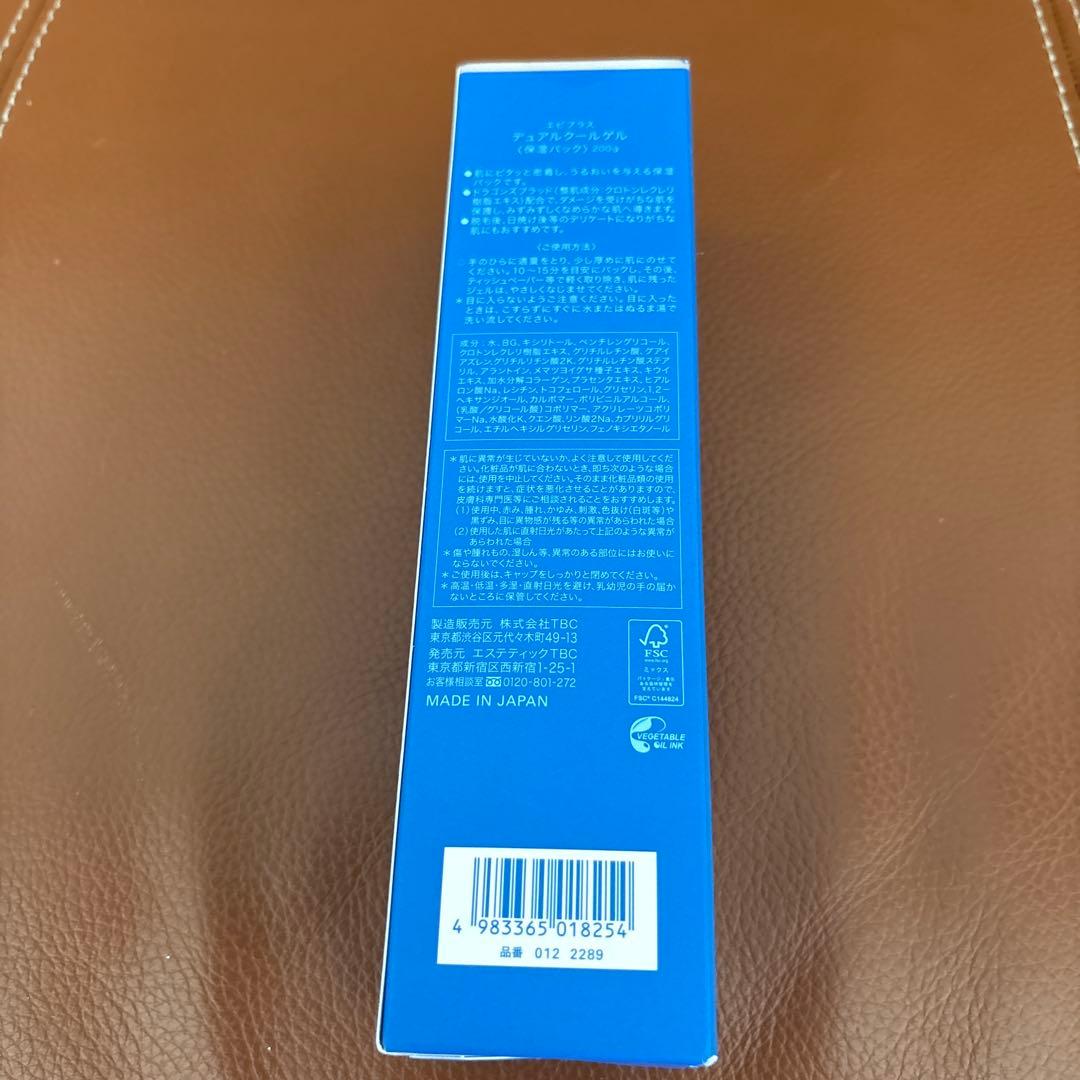 エピプラス
デュアルクールゲル
〈保湿パック〉 200g
●肌にピタッと密着し、うるおいを与える保湿
パックです。
●ドラゴンズブラッド(整肌成分:クロトンレクレリ
樹脂エキス)配合で、ダメージを受けがちな肌を
保護し、みずみずしくなめらかな肌へ導きます。
●脱毛後、日焼け後等のデリケートになりがちな
肌にもおすすめです。
〈ご使用方法〉
○手のひらに適量をとり、少し厚めに肌にのせて
ください。10〜15分を目安にパックし、その後、
ティッシュペーパー等で軽く取り除き、肌に残った
ジェルは、やさしくなじませてください。
*目に入らないようご注意ください。目に入った
ときは、こすらずにすぐに水またはぬるま湯で
洗い流してください。
成分:水、BG、キシリトール、ペンチレングリコール、
クロトンレクレリ樹脂エキス、グリチルレチン酸、グアイ
アズレン、グリチルリチン酸2K、グリチルレチン酸ステア
リル、アラントイン、メマツヨイグサ種子エキス、キウイ
エキス、加水分解コラーゲン、プラセンタエキス、ヒアル
ロン酸Na、レシチン、トコフェロール、グリセリン、1,2-
ヘキサンジオール、カルボマー、ポリビニルアルコール、
(乳酸/グリコール酸)コポリマー、アクリレーツコポリ
マーNa、水酸化K、クエン酸、リン酸2Na、カプリリルグリ
コール、エチルヘキシルグリセリン、フェノキシエタノール
*肌に異常が生じていないか、よく注意して使用してくだ
さい。化粧品が肌に合わないとき、即ち次のような場合
には、使用を中止してください。そのまま化粧品類の使用
を続けますと、症状を悪化させることがありますので、
皮膚科専門医等にご相談されることをおすすめします。
(1)使用中、赤み、腫れ、かゆみ、刺激、色抜け(白斑等)や
黒ずみ、目に異物感が残る等の異常があらわれた場合
(2)使用した肌に直射日光があたって上記のような異常が
あらわれた場合
*傷や腫れもの、湿しん等、異常のある部位にはお使いに
ならないでください。
*ご使用後は、キャップをしっかりと閉めてください。
*高温・低温・多湿・直射日光を避け、乳幼児の手の届か
ないところに保管してください。
製造販売元 株式会社TBC
東京都渋谷区元代々木町49-13
発売元 エステティックTBC
東京都新宿区西新宿1-25-1
お客様相談室 0120-801-272
MADE IN JAPAN
FSC
www.fsc.org
ミックス
パッケージ | 責任
ある森林管理を
支えています
FSC® C144824
VEGETABLE
OIL INK
4 983365 018254
品番 012 2289